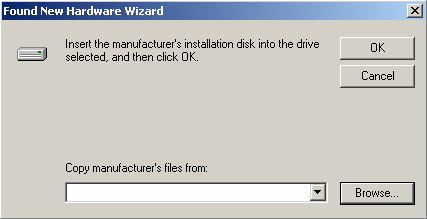 Found New Hardware Wizard
Insert the manufacturer's installation disk into the drive
selected, and then click OK.
OK
Cancel
Copy manufacturer's files from:
Browse...